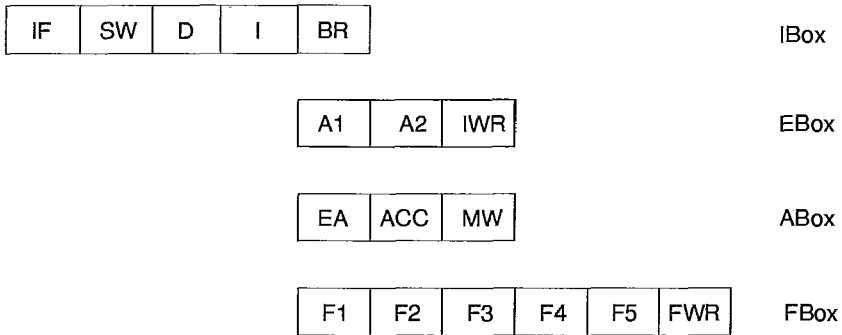 IF SW D I BR IBox
A1 A2 IWR EBox
EA ACC MW ABox
F1 F2 F3 F4 F5 FWR FBox